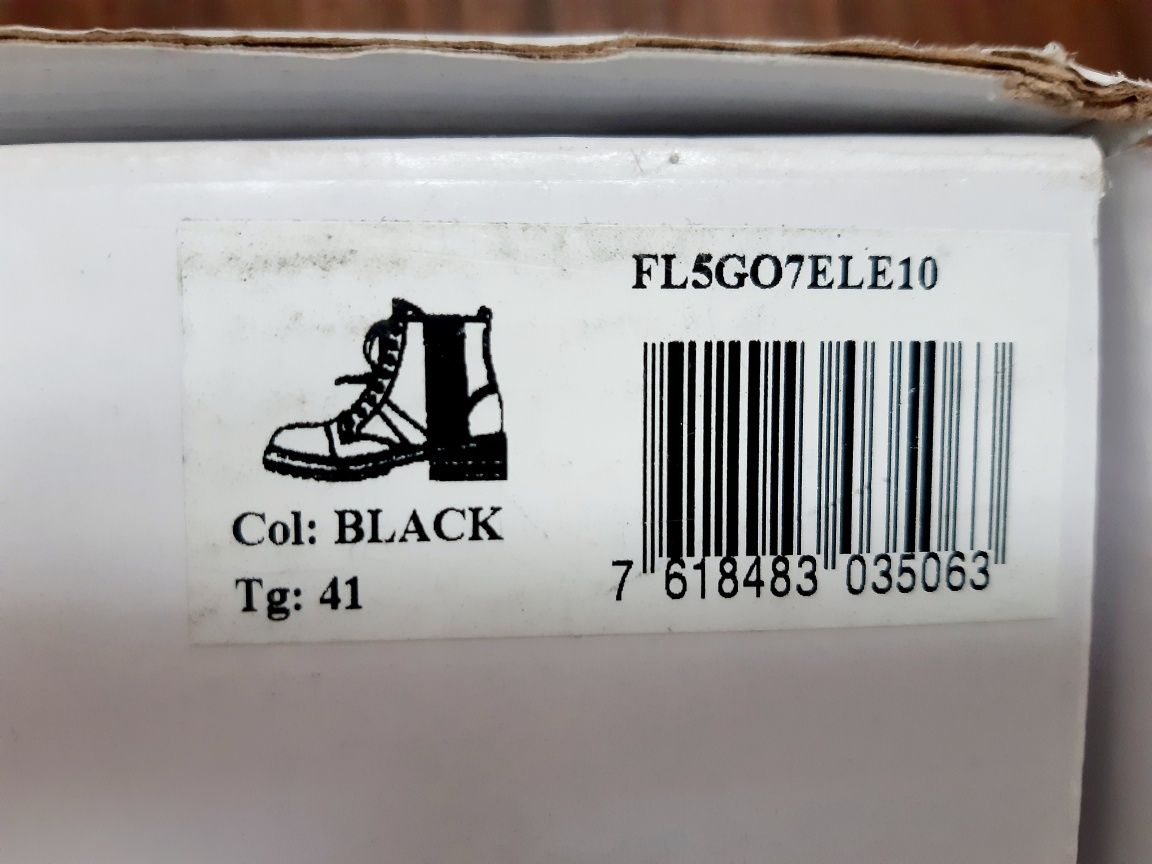 FL5GO7ELE10
Col: BLACK
Tg: 41
7 618483 035063